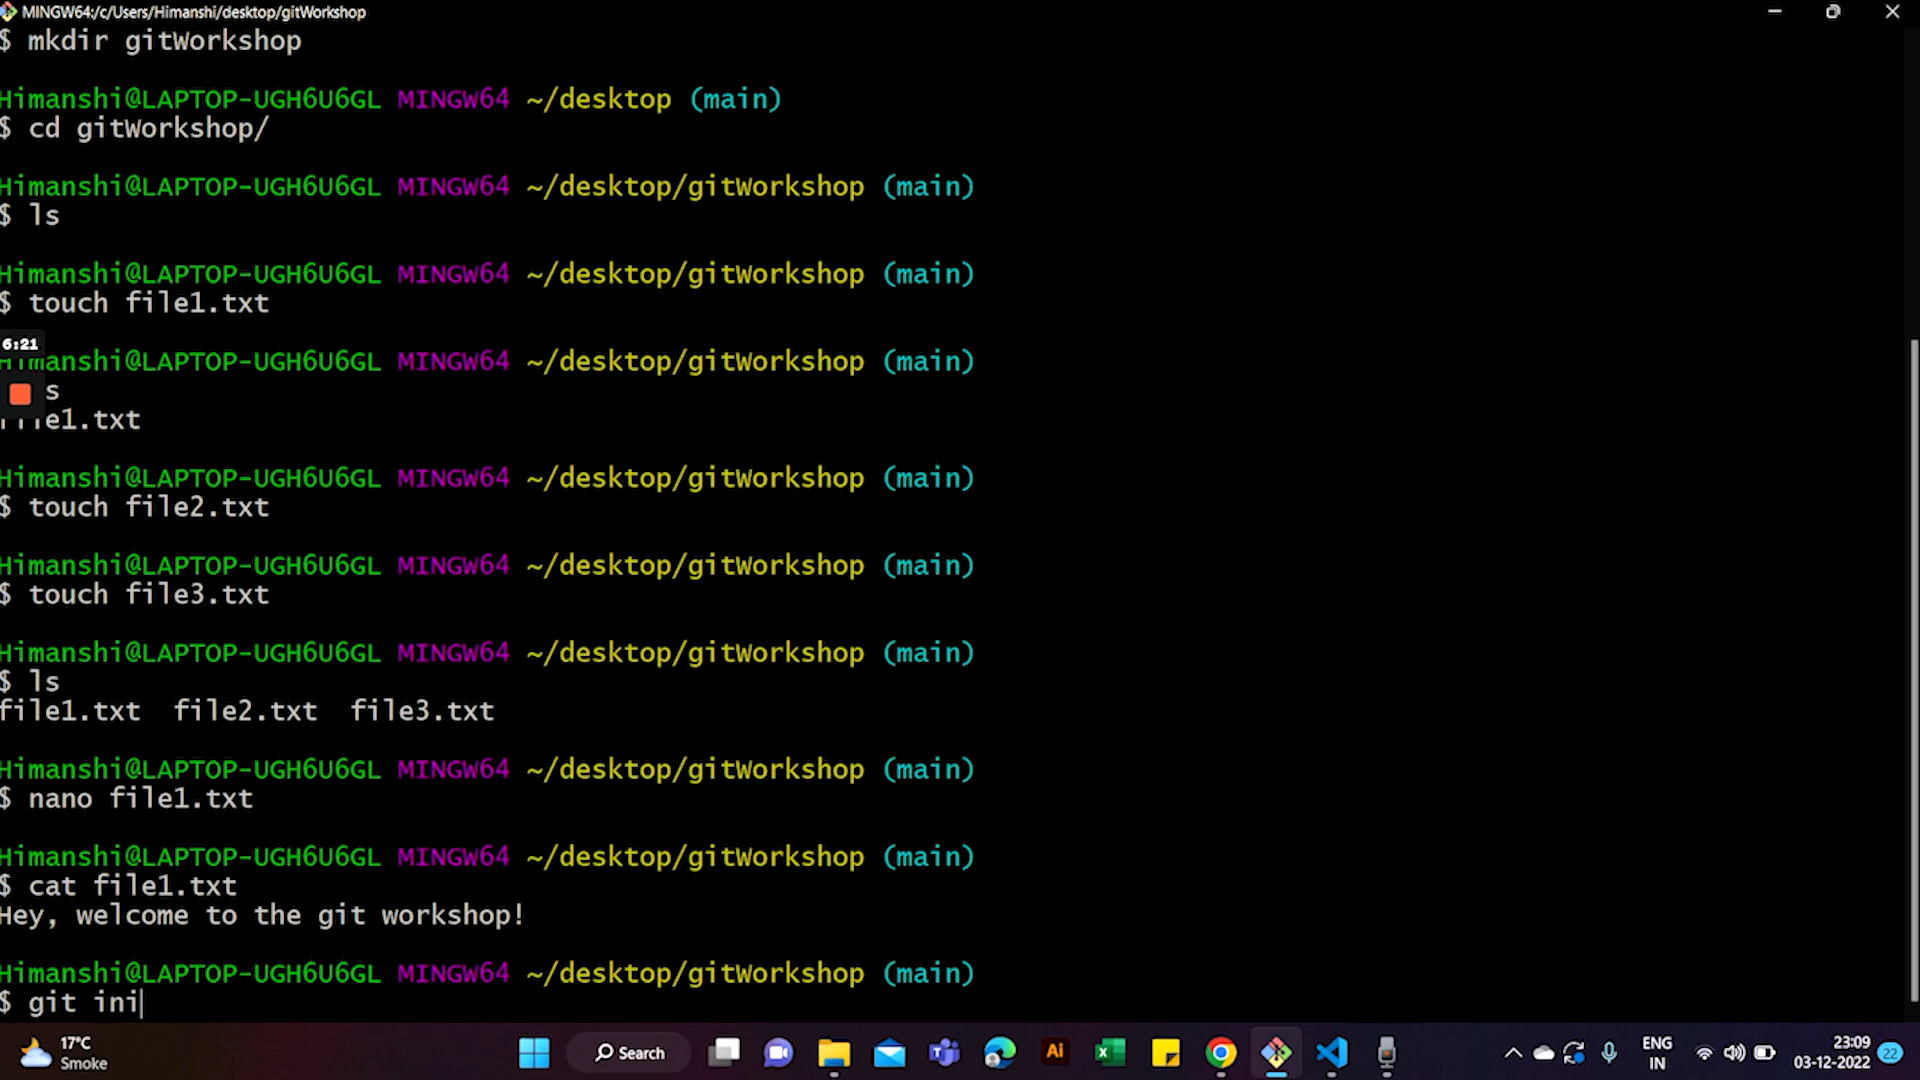 MINGW64:/c/Users/Himanshi/desktop/gitWorkshop
$ mkdir gitWorkshop
Himanshi@LAPTOP-UGH6U6GL MINGW64 ~/desktop (main)
$ cd gitWorkshop/
Himanshi@LAPTOP-UGH6U6GL MINGW64 ~/desktop/gitWorkshop (main)
$ ls
Himanshi@LAPTOP-UGH6U6GL MINGW64 ~/desktop/gitWorkshop (main)
$ touch file1.txt
6:21
Himanshi@LAPTOP-UGH6U6GL MINGW64 ~/desktop/gitWorkshop (main)
s
file1.txt
Himanshi@LAPTOP-UGH6U6GL MINGW64 ~/desktop/gitWorkshop (main)
$ touch file2.txt
Himanshi@LAPTOP-UGH6U6GL MINGW64 ~/desktop/gitWorkshop (main)
$ touch file3.txt
Himanshi@LAPTOP-UGH6U6GL MINGW64 ~/desktop/gitWorkshop (main)
$ ls
file1.txt  file2.txt  file3.txt
Himanshi@LAPTOP-UGH6U6GL MINGW64 ~/desktop/gitWorkshop (main)
$ nano file1.txt
Himanshi@LAPTOP-UGH6U6GL MINGW64 ~/desktop/gitWorkshop (main)
$ cat file1.txt
Hey, welcome to the git workshop!
Himanshi@LAPTOP-UGH6U6GL MINGW64 ~/desktop/gitWorkshop (main)
$ git ini
17°C
Smoke
Search
Ai
ENG
IN
23:09
03-12-2022
22